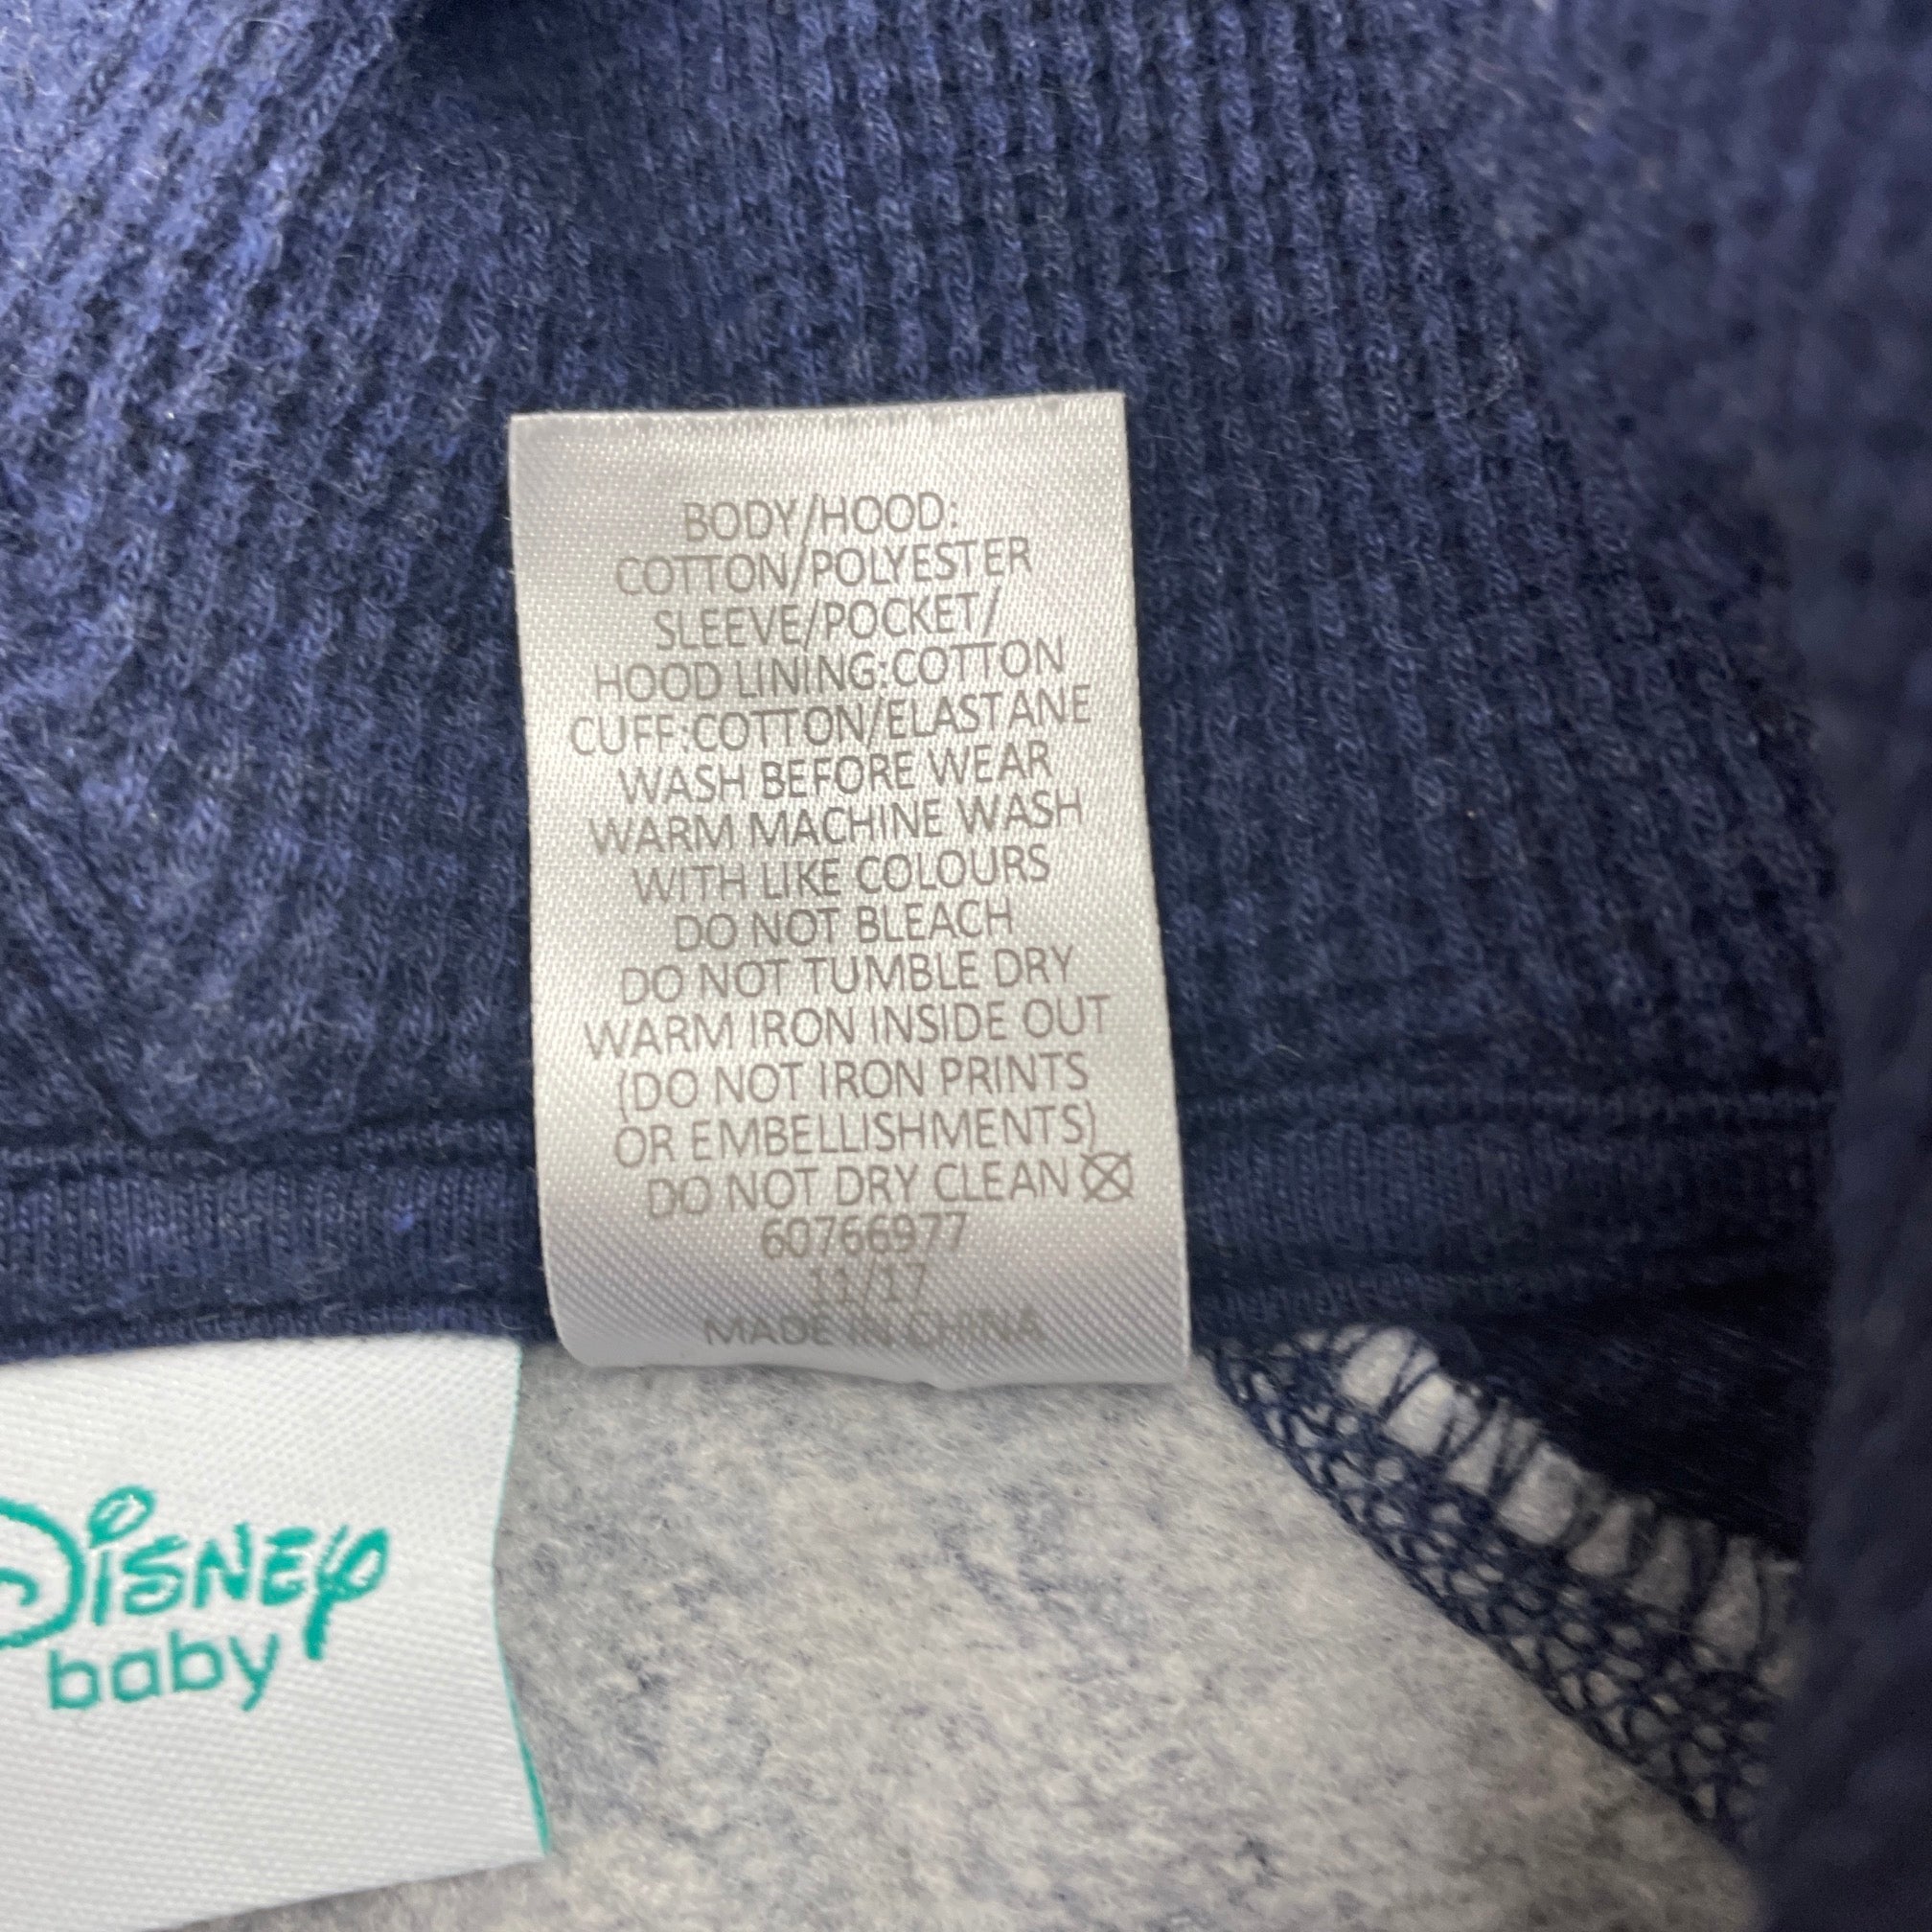 BODY/HOOD:
COTTON/POLYESTER
SLEEVE/POCKET/
HOOD LINING:COTTON
CUFF:COTTON/ELASTANE
WASH BEFORE WEAR
WARM MACHINE WASH
WITH LIKE COLOURS
DO NOT BLEACH
DO NOT TUMBLE DRY
WARM IRON INSIDE OUT
(DO NOT IRON PRINTS
OR EMBELLISHMENTS)
DO NOT DRY CLEAN
60766977
11/17
MADE IN CHINA
Disney
baby